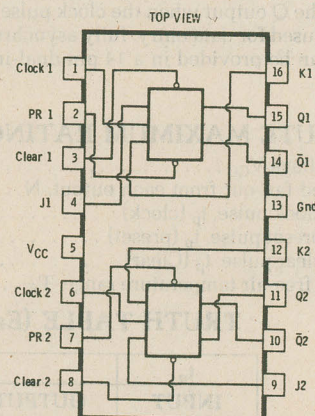 TOP VIEW
Clock 1 1 16 K1
PR 1 2 15 Q1
Clear 1 3 14 Q̄1
J1 4 13 Gnd
VCC 5 12 K2
Clock 2 6 11 Q2
PR 2 7 10 Q̄2
Clear 2 8 9 J2